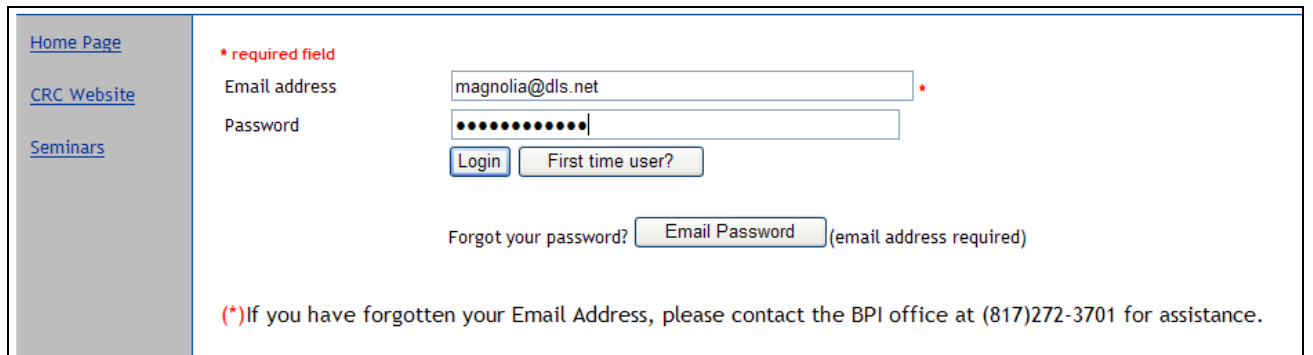 Home Page
CRC Website
Seminars
* required field
Email address magnolia@dls.net *
Password ••••••••••••
Login First time user?
Forgot your password? Email Password (email address required)
(*)If you have forgotten your Email Address, please contact the BPI office at (817)272-3701 for assistance.